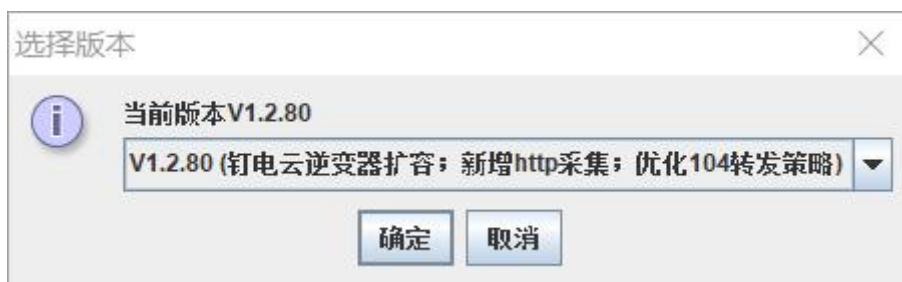 选择版本
当前版本V1.2.80
V1.2.80 (钉电云逆变器扩容；新增http采集；优化104转发策略)
确定
取消